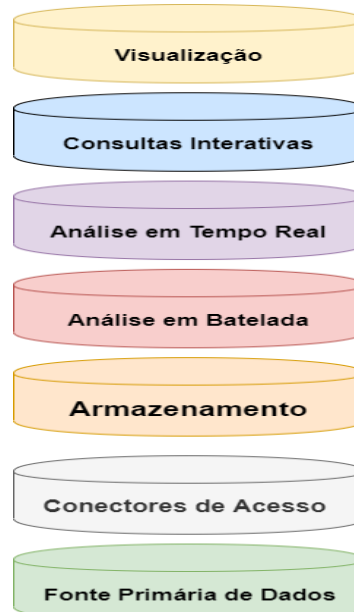 Visualização
Consultas Interativas
Análise em Tempo Real
Análise em Batelada
Armazenamento
Conectores de Acesso
Fonte Primária de Dados